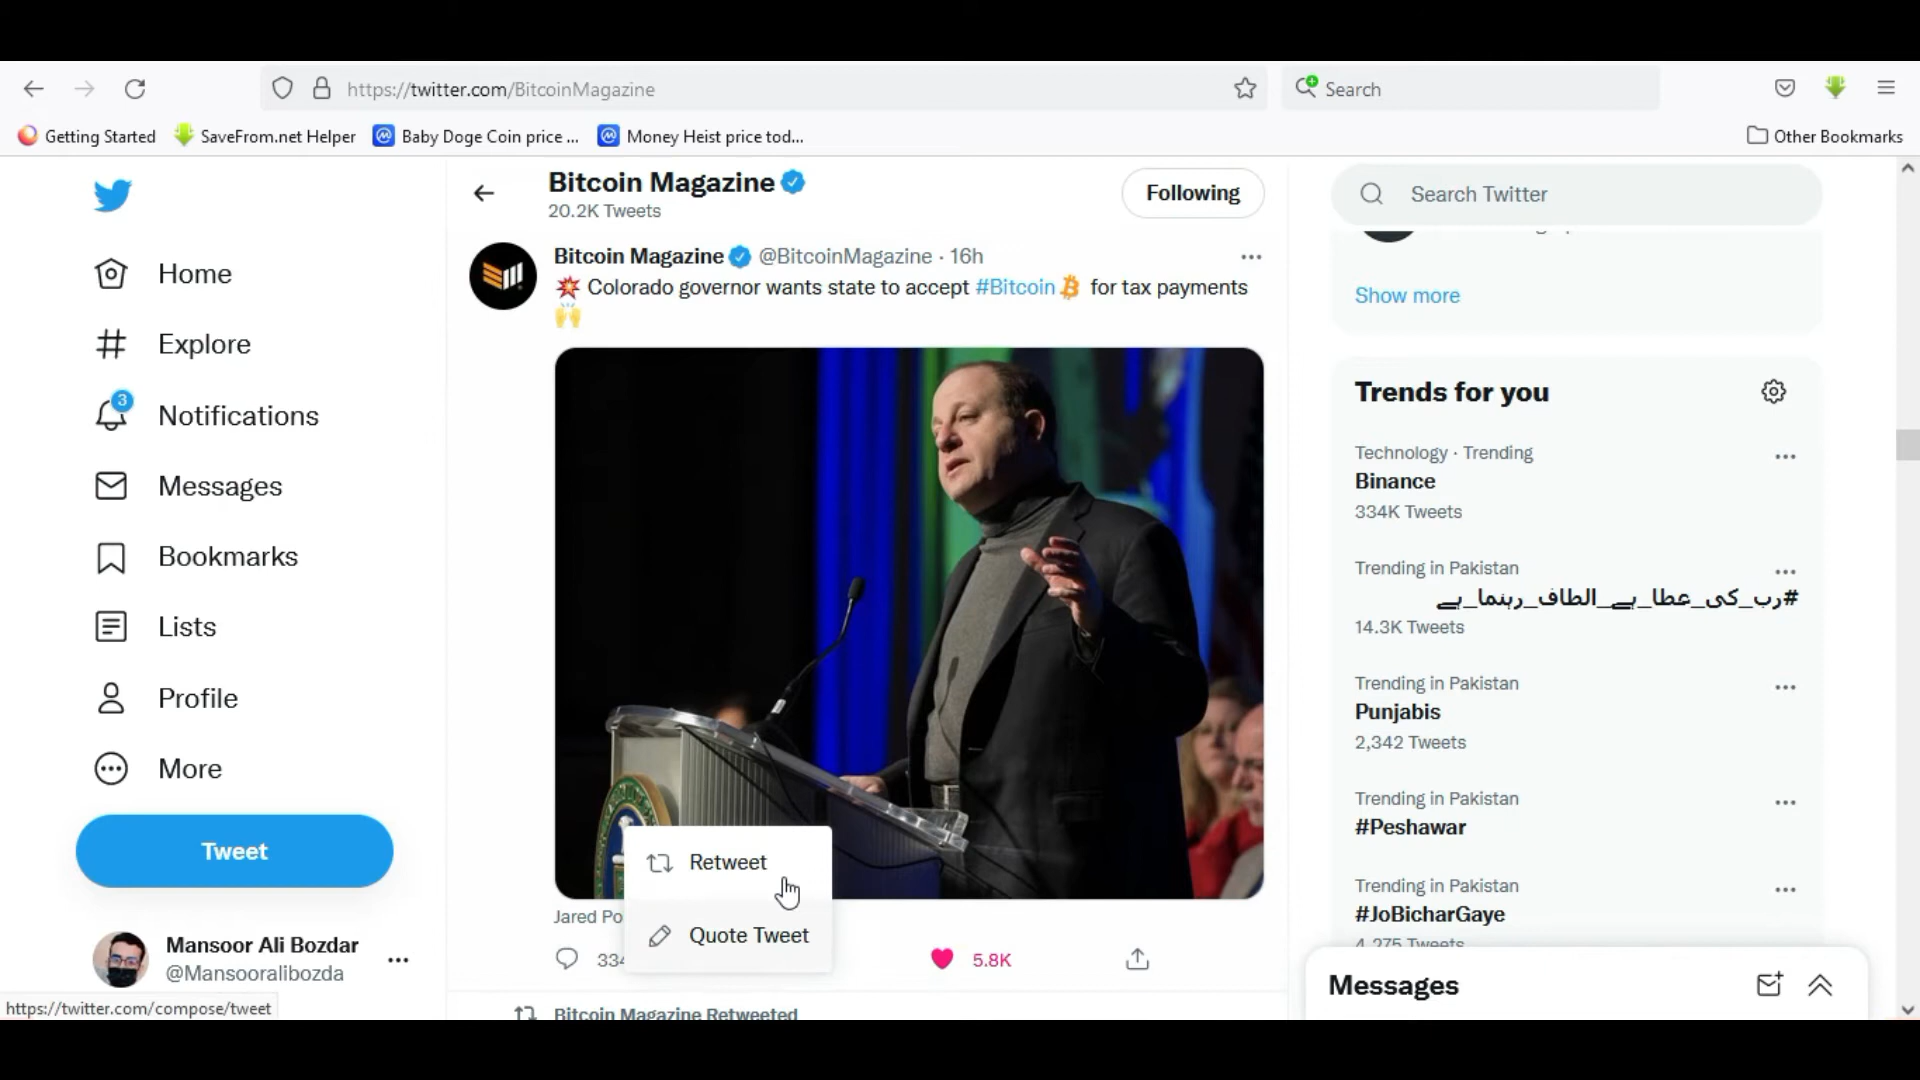 https://twitter.com/BitcoinMagazine
Search
Getting Started
SaveFrom.net Helper
Baby Doge Coin price ...
Money Heist price tod...
Other Bookmarks
Home
Explore
3
Notifications
Messages
Bookmarks
Lists
Profile
More
Tweet
Mansoor Ali Bozdar
@Mansooralibozda
https://twitter.com/compose/tweet
Bitcoin Magazine
20.2K Tweets
Following
Bitcoin Magazine @BitcoinMagazine · 16h
💥 Colorado governor wants state to accept #Bitcoin for tax payments
🙌
Jared Po
Retweet
Quote Tweet
334
5.8K
Bitcoin Magazine Retweeted
Search Twitter
Show more
Trends for you
Technology · Trending
Binance
334K Tweets
Trending in Pakistan
#رب_کی_عطا_ہے_الطاف_رہنما_ہے
14.3K Tweets
Trending in Pakistan
Punjabis
2,342 Tweets
Trending in Pakistan
#Peshawar
Trending in Pakistan
#JoBicharGaye
4,275 Tweets
Messages